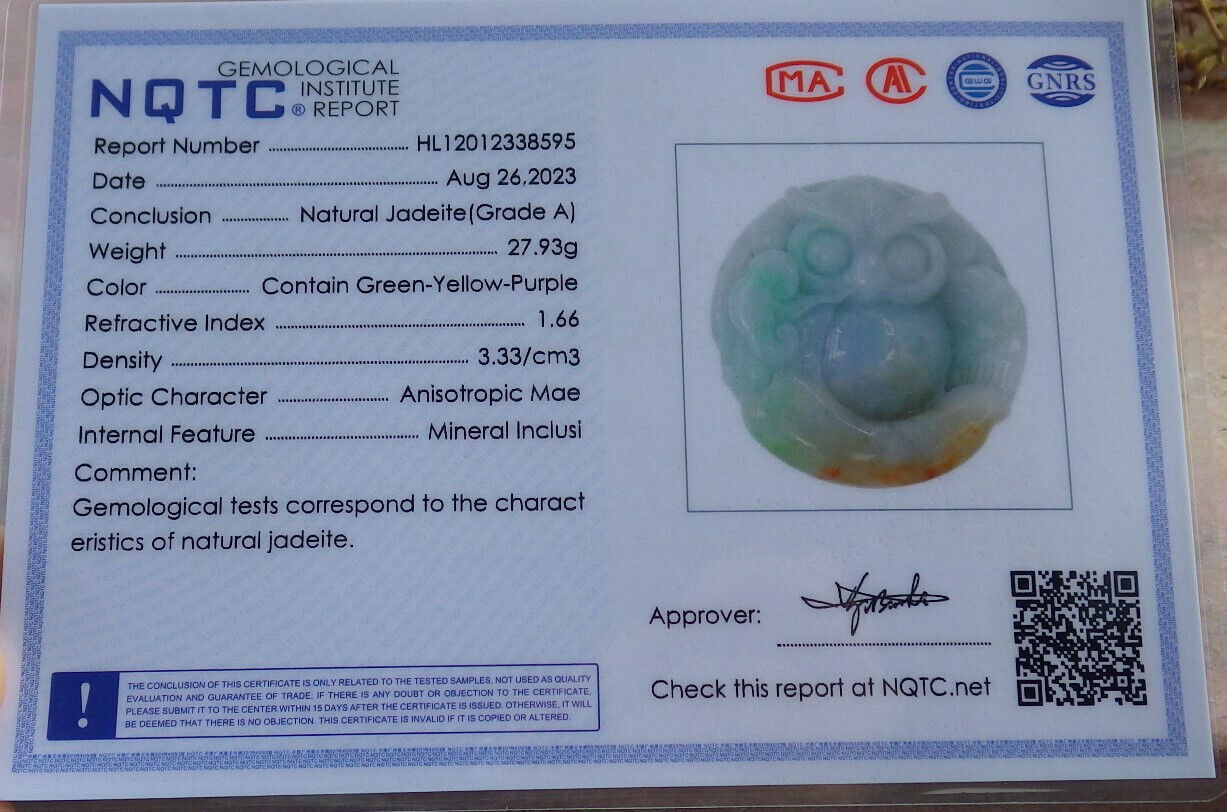 GEMOLOGICAL
NQTC® INSTITUTE
REPORT
MA
AL
GWG
GNRS
Report Number ........ HL12012338595
Date ........ Aug 26,2023
Conclusion ........ Natural Jadeite(Grade A)
Weight ........ 27.93g
Color ........ Contain Green-Yellow-Purple
Refractive Index ........ 1.66
Density ........ 3.33/cm3
Optic Character ........ Anisotropic Mae
Internal Feature ........ Mineral Inclusi
Comment:
Gemological tests correspond to the charact
eristics of natural jadeite.
Approver:
Check this report at NQTC.net
!
THE CONCLUSION OF THIS CERTIFICATE IS ONLY RELATED TO THE TESTED SAMPLES, NOT USED AS QUALITY
EVALUATION AND GUARANTEE OF TRADE; IF THERE IS ANY DOUBT OR OBJECTION TO THE CERTIFICATE,
PLEASE SUBMIT IT TO THE CENTER WITHIN 15 DAYS AFTER THE CERTIFICATE IS ISSUED. OTHERWISE, IT WILL
BE DEEMED THAT THERE IS NO OBJECTION. THIS CERTIFICATE IS INVALID IF IT IS COPIED OR ALTERED.